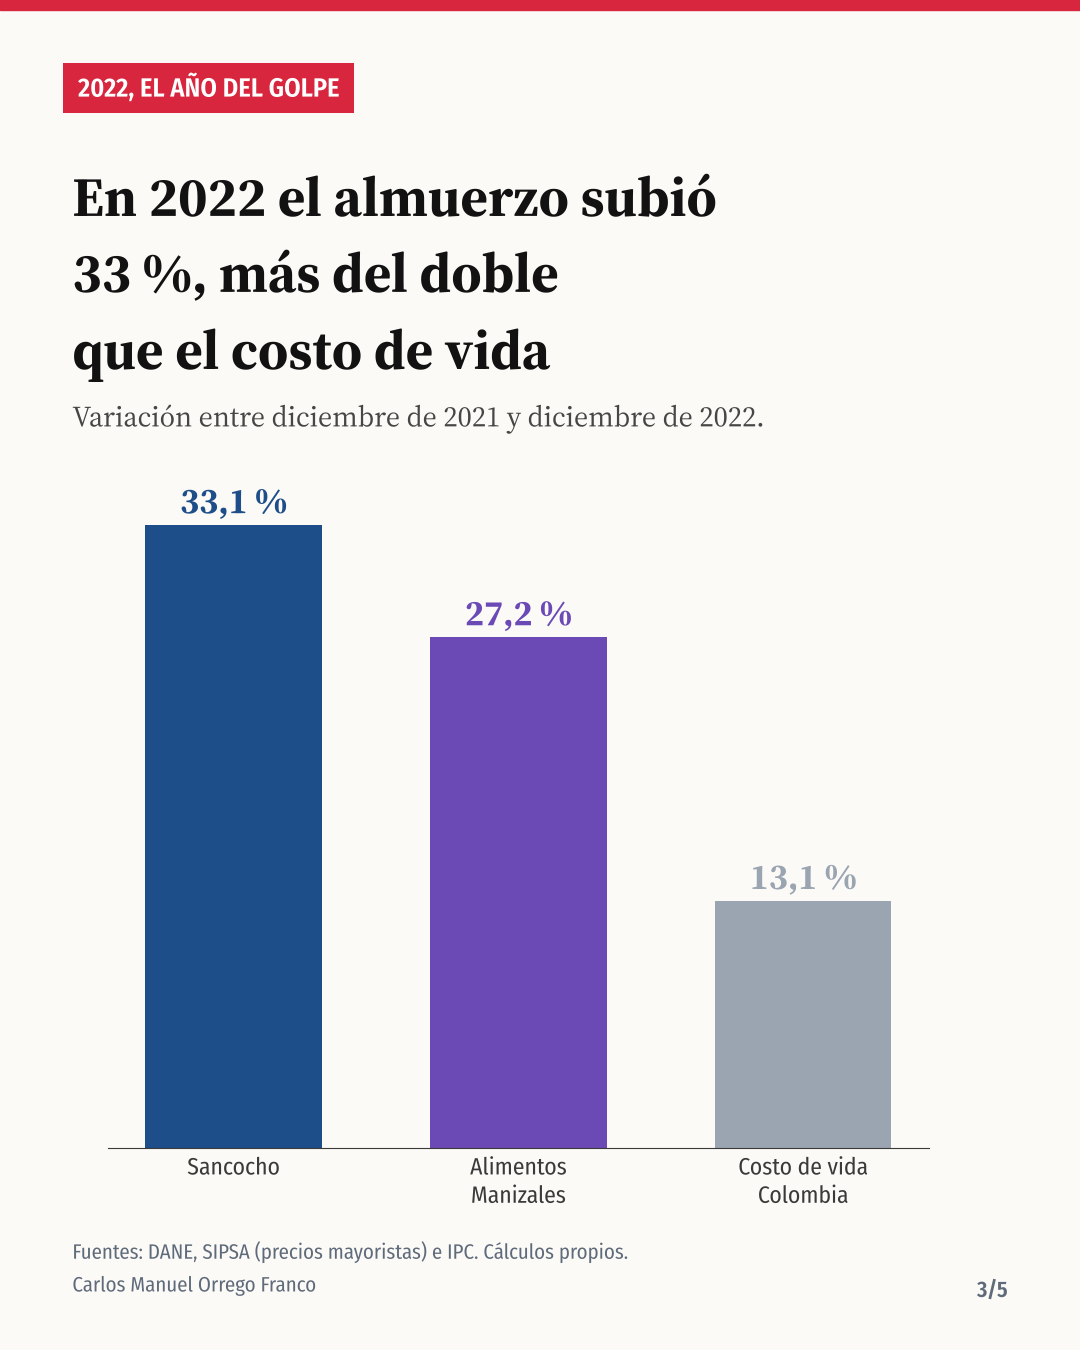 2022, EL AÑO DEL GOLPE
En 2022 el almuerzo subió
33 %, más del doble
que el costo de vida
Variación entre diciembre de 2021 y diciembre de 2022.
33,1 %
27,2 %
13,1 %
Sancocho
Alimentos
Manizales
Costo de vida
Colombia
Fuentes: DANE, SIPSA (precios mayoristas) e IPC. Cálculos propios.
Carlos Manuel Orrego Franco
3/5